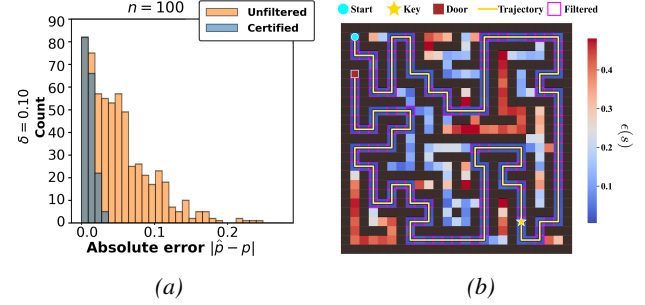 n = 100
Unfiltered
Certified
δ = 0.10
Count
90
80
70
60
50
40
30
20
10
0
0.0
0.1
0.2
Absolute error |p̂ − p|
(a)
Start
Key
Door
Trajectory
Filtered
0.4
0.3
0.2
0.1
ϵ(s)
(b)